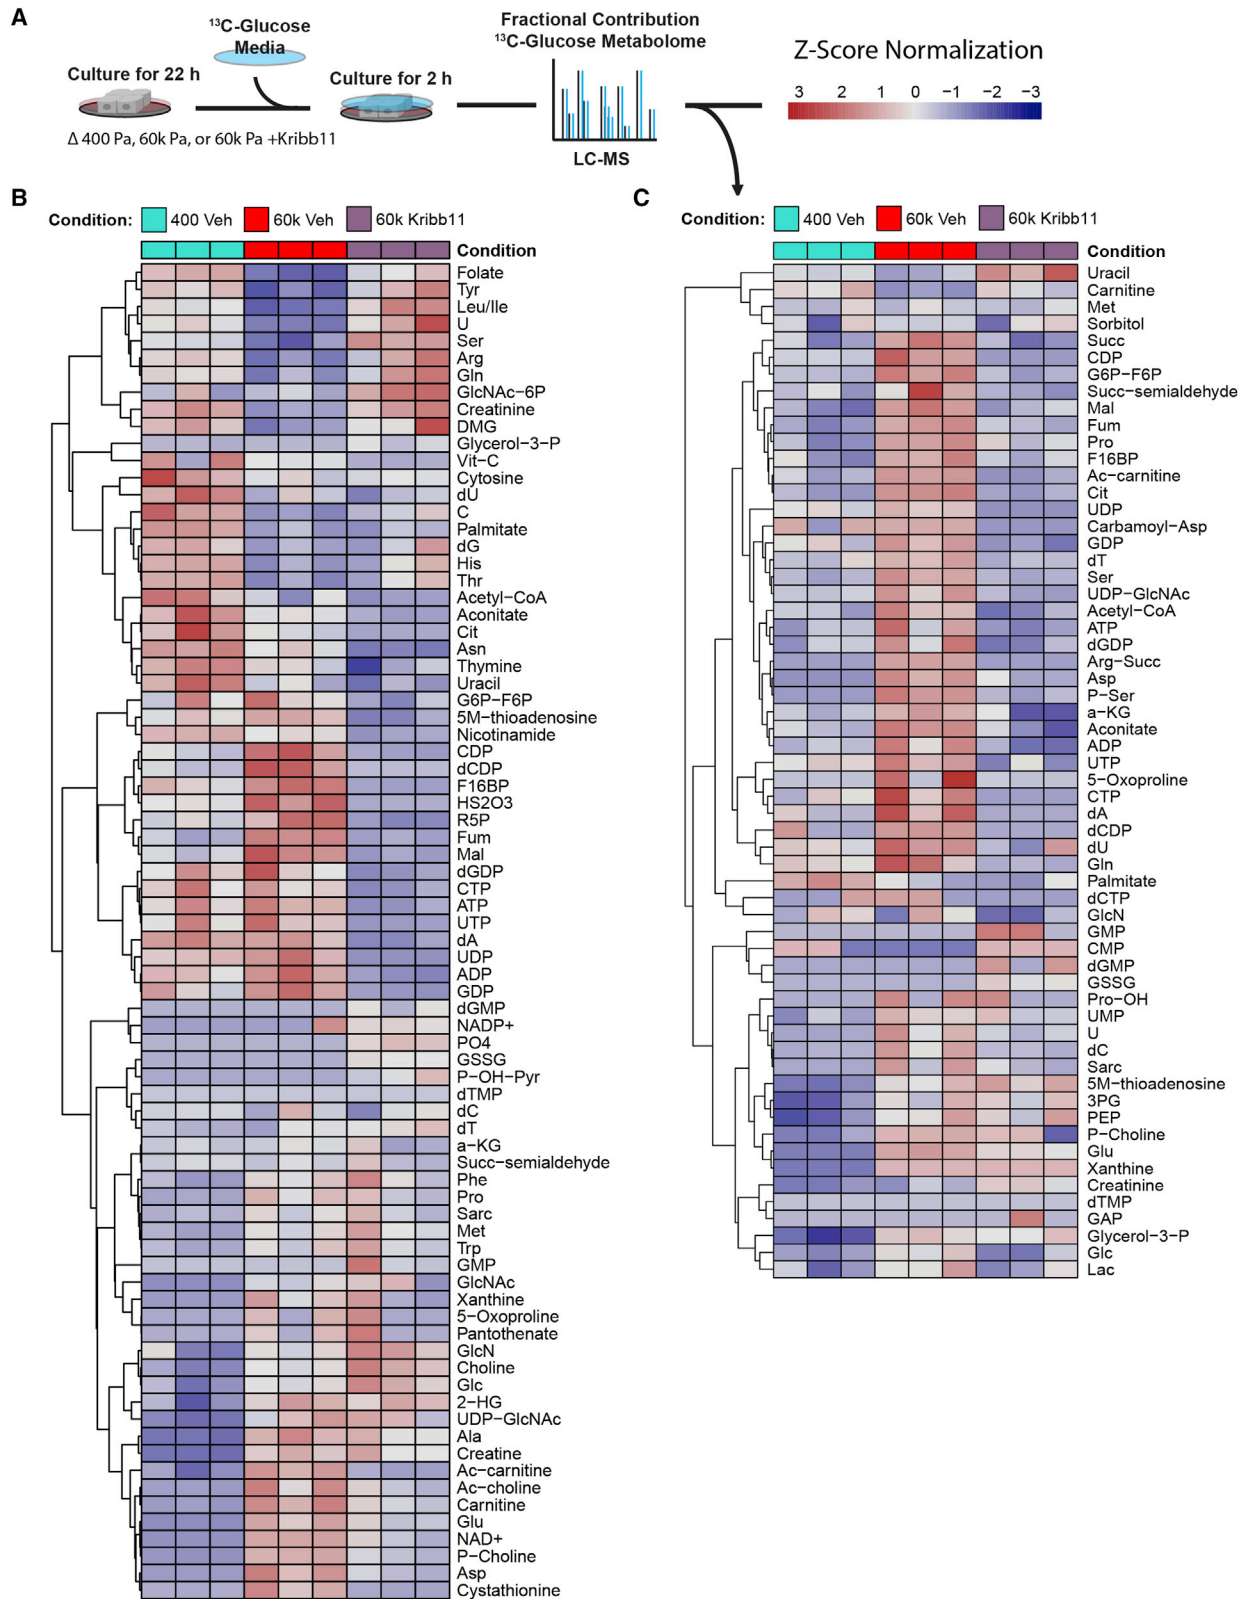 A
¹³C-Glucose
Media
Culture for 22 h
Culture for 2 h
Δ 400 Pa, 60k Pa, or 60k Pa +Kribb11
Fractional Contribution
¹³C-Glucose Metabolome
LC-MS
Z-Score Normalization
3 2 1 0 −1 −2 −3
B
Condition: 400 Veh 60k Veh 60k Kribb11
Condition
Folate
Tyr
Leu/Ile
U
Ser
Arg
Gln
GlcNAc−6P
Creatinine
DMG
Glycerol−3−P
Vit−C
Cytosine
dU
C
Palmitate
dG
His
Thr
Acetyl−CoA
Aconitate
Cit
Asn
Thymine
Uracil
G6P−F6P
5M−thioadenosine
Nicotinamide
CDP
dCDP
F16BP
HS2O3
R5P
Fum
Mal
dGDP
CTP
ATP
UTP
dA
UDP
ADP
GDP
dGMP
NADP+
PO4
GSSG
P−OH−Pyr
dTMP
dC
dT
a−KG
Succ−semialdehyde
Phe
Pro
Sarc
Met
Trp
GMP
GlcNAc
Xanthine
5−Oxoproline
Pantothenate
GlcN
Choline
Glc
2−HG
UDP−GlcNAc
Ala
Creatine
Ac−carnitine
Ac−choline
Carnitine
Glu
NAD+
P−Choline
Asp
Cystathionine
C
Condition: 400 Veh 60k Veh 60k Kribb11
Condition
Uracil
Carnitine
Met
Sorbitol
Succ
CDP
G6P−F6P
Succ−semialdehyde
Mal
Fum
Pro
F16BP
Ac−carnitine
Cit
UDP
Carbamoyl−Asp
GDP
dT
Ser
UDP−GlcNAc
Acetyl−CoA
ATP
dGDP
Arg−Succ
Asp
P−Ser
a−KG
Aconitate
ADP
UTP
5−Oxoproline
CTP
dA
dCDP
dU
Gln
Palmitate
dCTP
GlcN
GMP
CMP
dGMP
GSSG
Pro−OH
UMP
U
dC
Sarc
5M−thioadenosine
3PG
PEP
P−Choline
Glu
Xanthine
Creatinine
dTMP
GAP
Glycerol−3−P
Glc
Lac